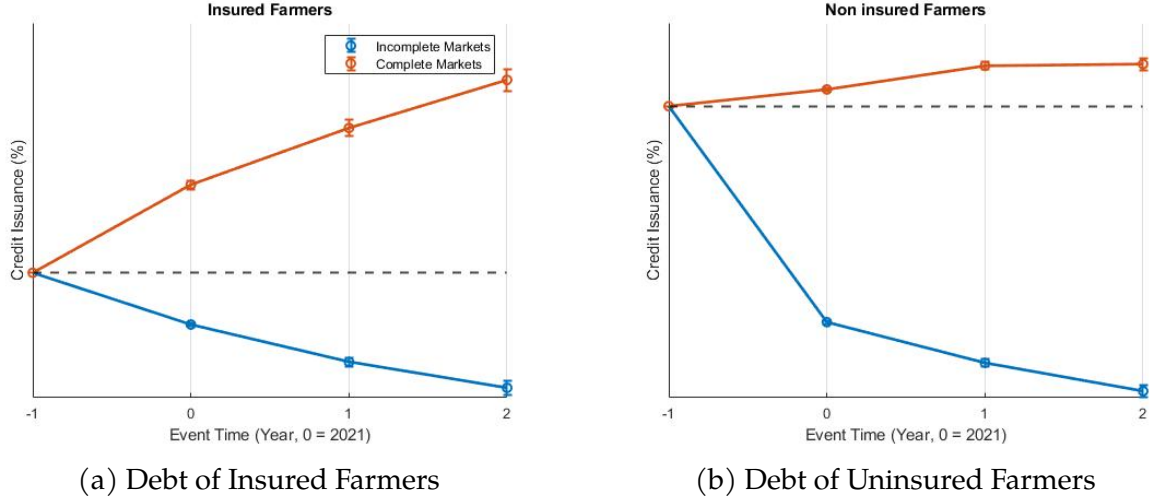 Insured Farmers
Incomplete Markets
Complete Markets
Credit Issuance (%)
-1 0 1 2
Event Time (Year, 0 = 2021)
(a) Debt of Insured Farmers
Non insured Farmers
Credit Issuance (%)
-1 0 1 2
Event Time (Year, 0 = 2021)
(b) Debt of Uninsured Farmers